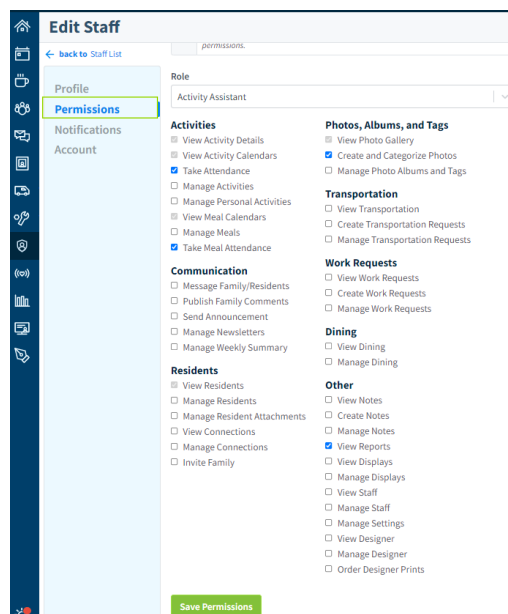 Edit Staff
← back to Staff List
permissions.
Profile
Permissions
Notifications
Account
Role
Activity Assistant
Activities
View Activity Details
View Activity Calendars
Take Attendance
Manage Activities
Manage Personal Activities
View Meal Calendars
Manage Meals
Take Meal Attendance
Communication
Message Family/Residents
Publish Family Comments
Send Announcement
Manage Newsletters
Manage Weekly Summary
Residents
View Residents
Manage Residents
Manage Resident Attachments
View Connections
Manage Connections
Invite Family
Photos, Albums, and Tags
View Photo Gallery
Create and Categorize Photos
Manage Photo Albums and Tags
Transportation
View Transportation
Create Transportation Requests
Manage Transportation Requests
Work Requests
View Work Requests
Create Work Requests
Manage Work Requests
Dining
View Dining
Manage Dining
Other
View Notes
Create Notes
Manage Notes
View Reports
View Displays
Manage Displays
View Staff
Manage Staff
Manage Settings
View Designer
Manage Designer
Order Designer Prints
Save Permissions